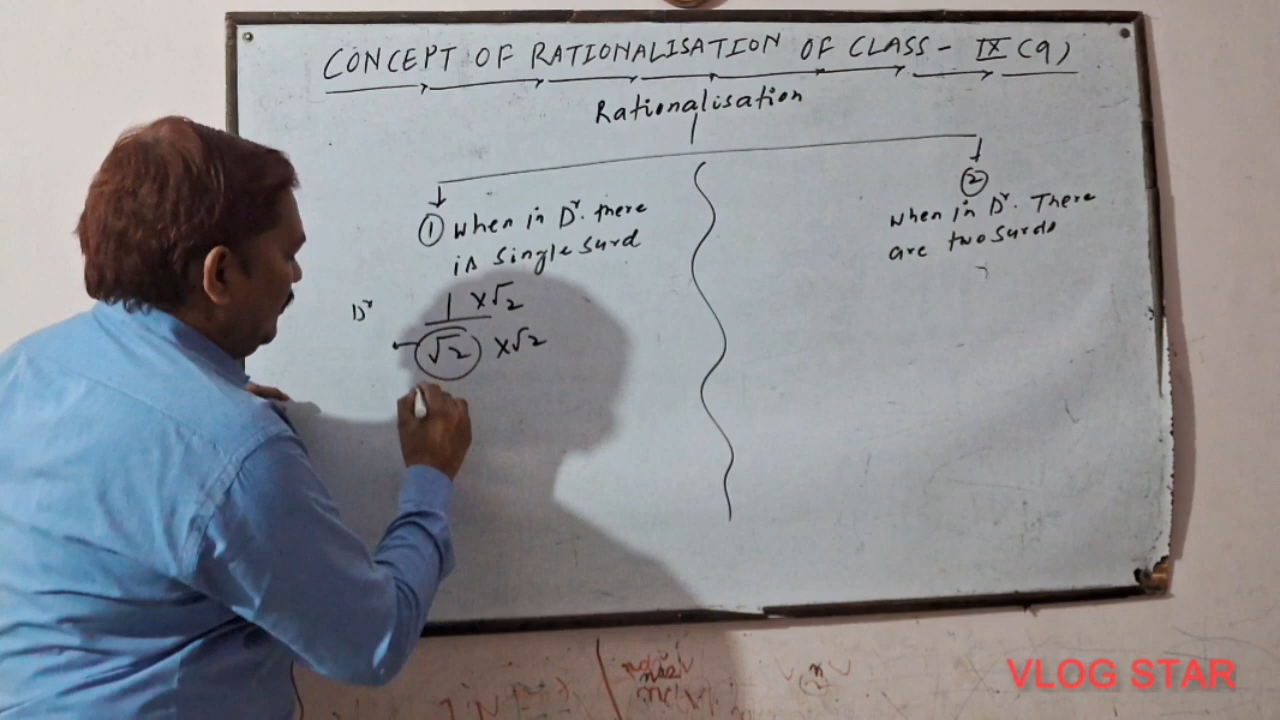 CONCEPT OF RATIONALISATION OF CLASS - IX (9)
Rationalisation
① when in Dʳ. there
is single surd
② 
when in Dʳ. There
are two surds
Dʳ
1 ×√2
√2 ×√2
VLOG STAR